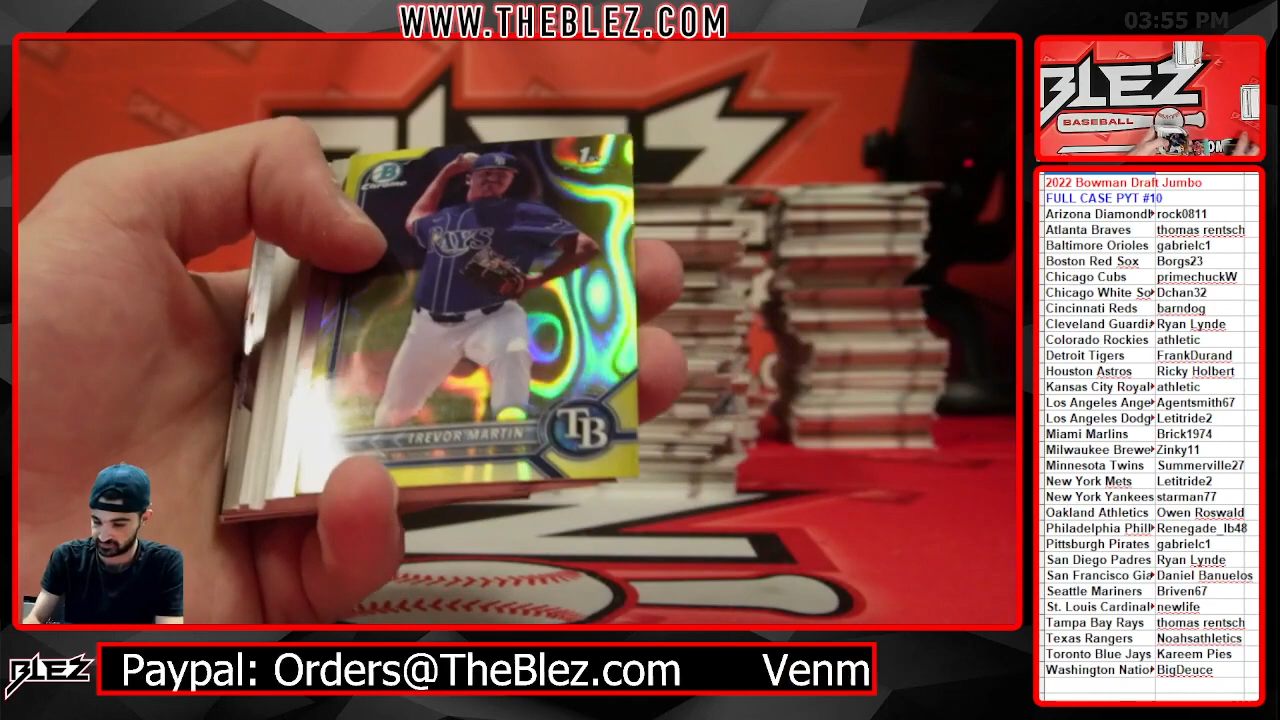 WWW.THEBLEZ.COM
03:55 PM
BLEZ
BASEBALL
1st
Chrome
RAYS
TREVOR MARTIN
TB
2022 Bowman Draft Jumbo
FULL CASE PYT #10
Arizona Diamond rock0811
Atlanta Braves thomas rentsch
Baltimore Orioles gabrielc1
Boston Red Sox Borgs23
Chicago Cubs primechuckW
Chicago White So Dchan32
Cincinnati Reds barndog
Cleveland Guardi Ryan Lynde
Colorado Rockies athletic
Detroit Tigers FrankDurand
Houston Astros Ricky Holbert
Kansas City Royal athletic
Los Angeles Ange Agentsmith67
Los Angeles Dodg Letitride2
Miami Marlins Brick1974
Milwaukee Brewe Zinky11
Minnesota Twins Summerville27
New York Mets Letitride2
New York Yankees starman77
Oakland Athletics Owen Roswald
Philadelphia Philli Renegade_lb48
Pittsburgh Pirates gabrielc1
San Diego Padres Ryan Lynde
San Francisco Gia Daniel Banuelos
Seattle Mariners Briven67
St. Louis Cardinal newlife
Tampa Bay Rays thomas rentsch
Texas Rangers Noahsathletics
Toronto Blue Jays Kareem Pies
Washington Natio BigDeuce
BLEZ
Paypal: Orders@TheBlez.com Venm